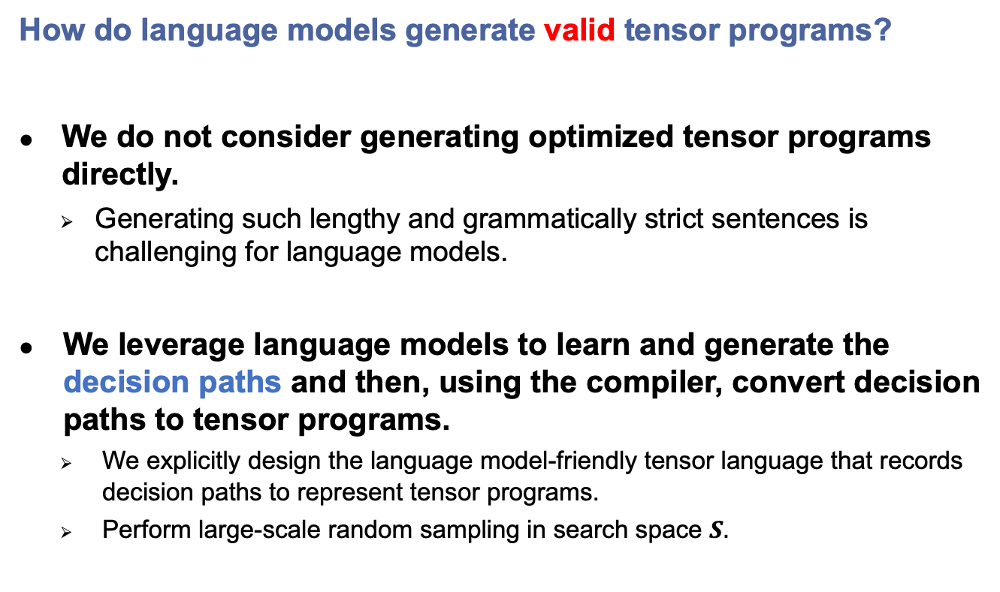 How do language models generate valid tensor programs?
● We do not consider generating optimized tensor programs
directly.
➢ Generating such lengthy and grammatically strict sentences is
challenging for language models.
● We leverage language models to learn and generate the
decision paths and then, using the compiler, convert decision
paths to tensor programs.
➢ We explicitly design the language model-friendly tensor language that records
decision paths to represent tensor programs.
➢ Perform large-scale random sampling in search space S.